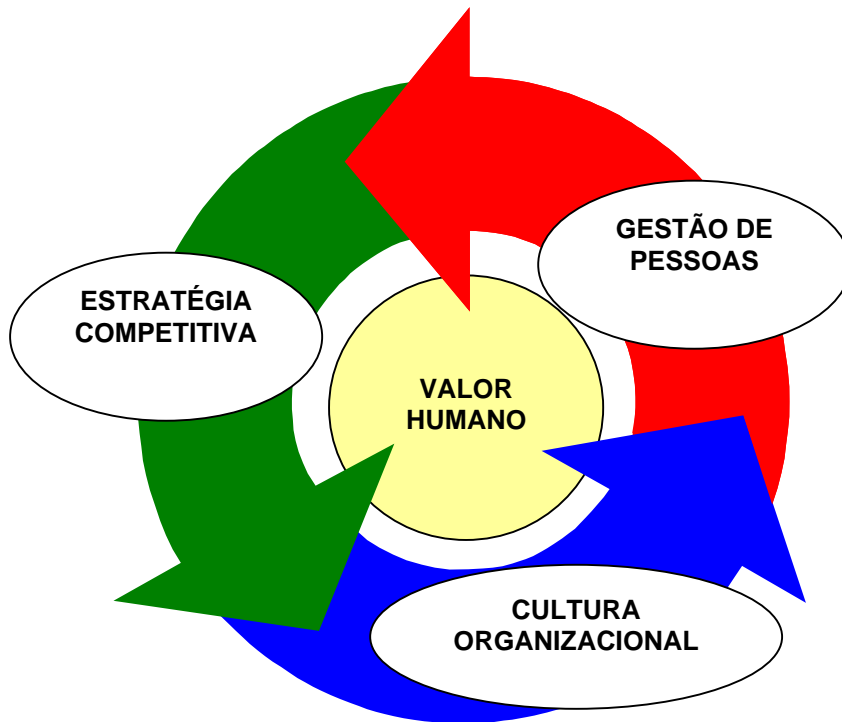 GESTÃO DE
PESSOAS
ESTRATÉGIA
COMPETITIVA
VALOR
HUMANO
CULTURA
ORGANIZACIONAL